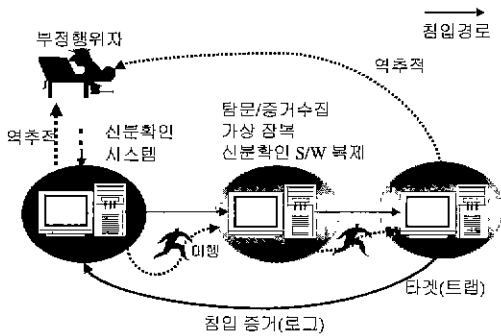 침입경로
부정행위자
역추적
탐문/증거수집
가상 잠복
신분확인 S/W 복제
역추적
신분확인
시스템
미행
타겟(트랩)
침입 증거(로그)